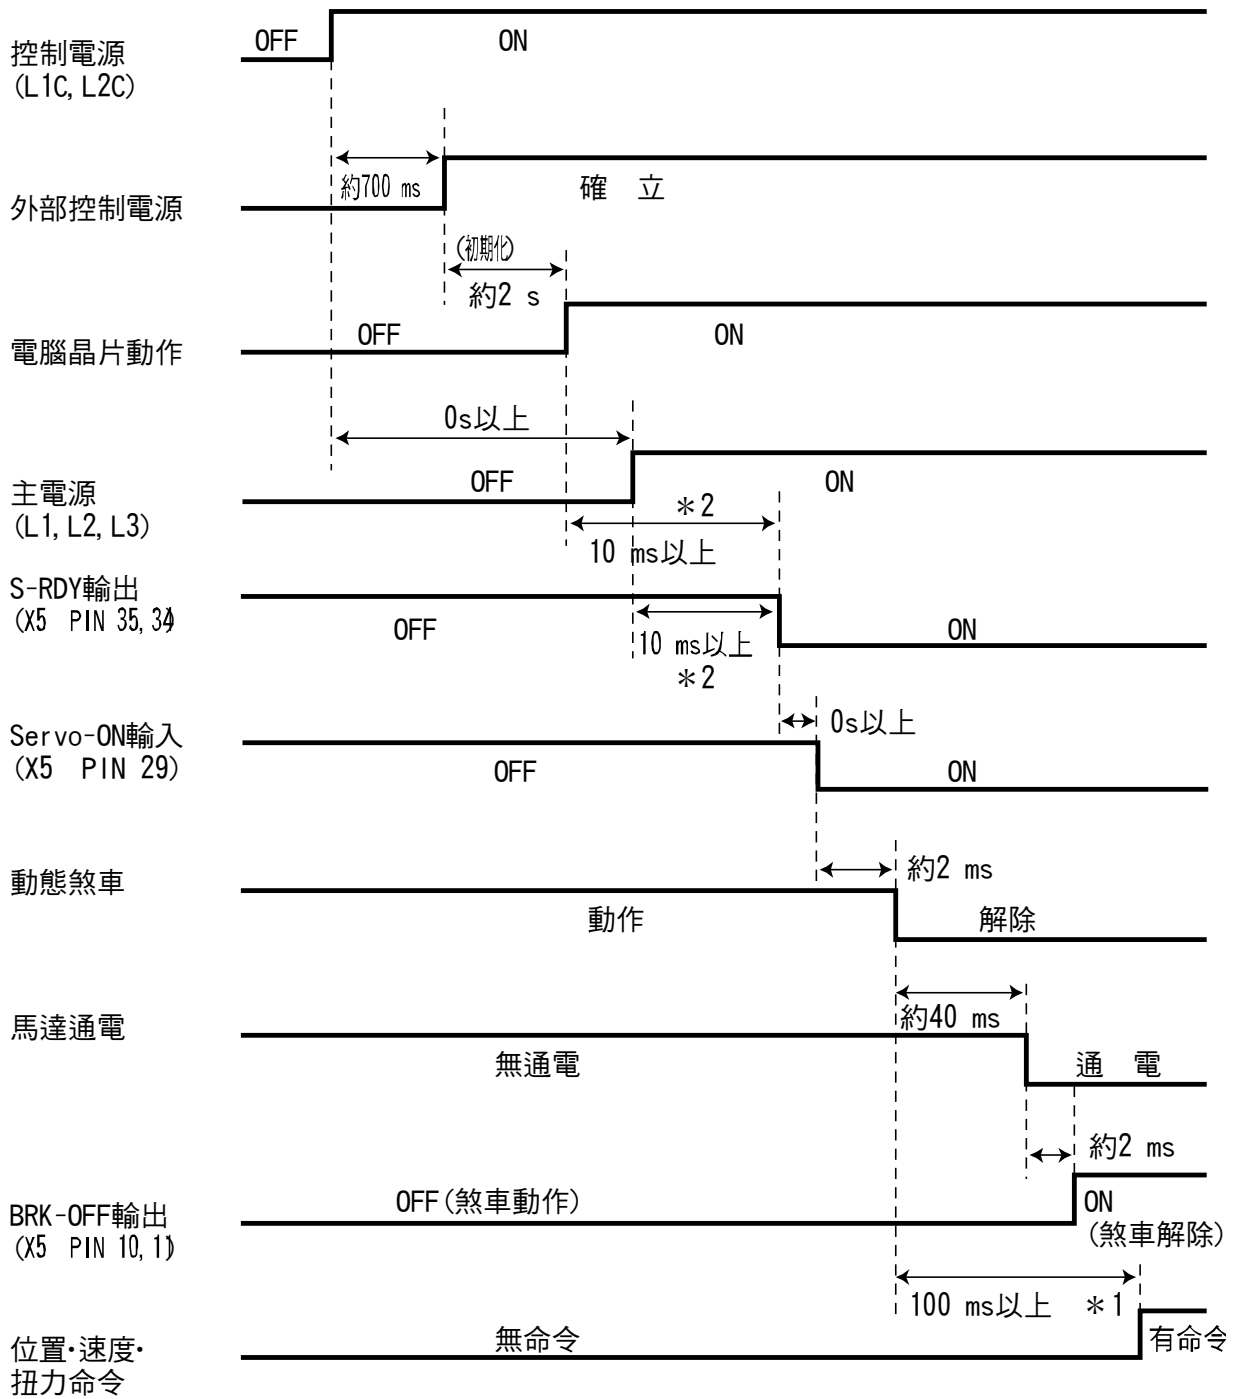 OFF
ON
控制電源
(L1C, L2C)
約700 ms
確 立
外部控制電源
(初期化)
約2 s
OFF
ON
電腦晶片動作
0s以上
OFF
ON
主電源
(L1, L2, L3)
＊2
10 ms以上
S-RDY輸出
(X5 PIN 35, 34)
OFF
ON
10 ms以上
＊2
0s以上
Servo-ON輸入
(X5 PIN 29)
OFF
ON
動態煞車
約2 ms
動作
解除
馬達通電
約40 ms
無通電
通 電
約2 ms
BRK-OFF輸出
(X5 PIN 10, 11)
OFF(煞車動作)
ON
(煞車解除)
100 ms以上 ＊1
位置・速度・
扭力命令
無命令
有命令